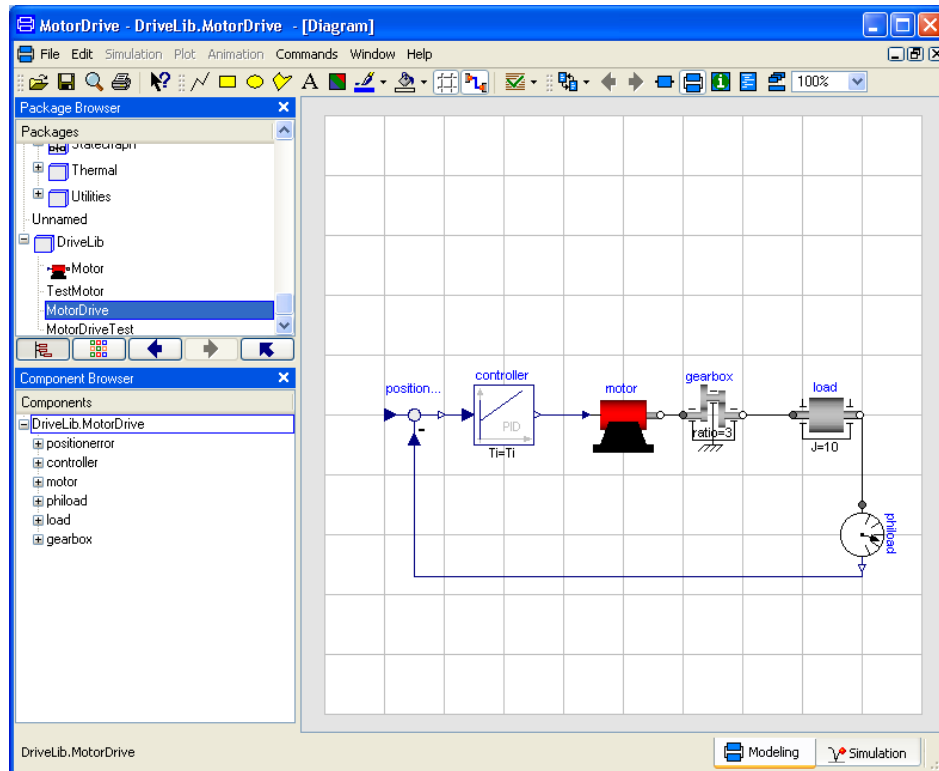 MotorDrive - DriveLib.MotorDrive - [Diagram]
File Edit Simulation Plot Animation Commands Window Help
A
100%
Package Browser
Packages
StateGraph
Thermal
Utilities
Unnamed
DriveLib
Motor
TestMotor
MotorDrive
MotorDriveTest
Component Browser
Components
DriveLib.MotorDrive
positionerror
controller
motor
phiload
load
gearbox
position...
controller
PID
Ti=Ti
motor
gearbox
ratio=3
load
J=10
phiload
-
DriveLib.MotorDrive
Modeling
Simulation